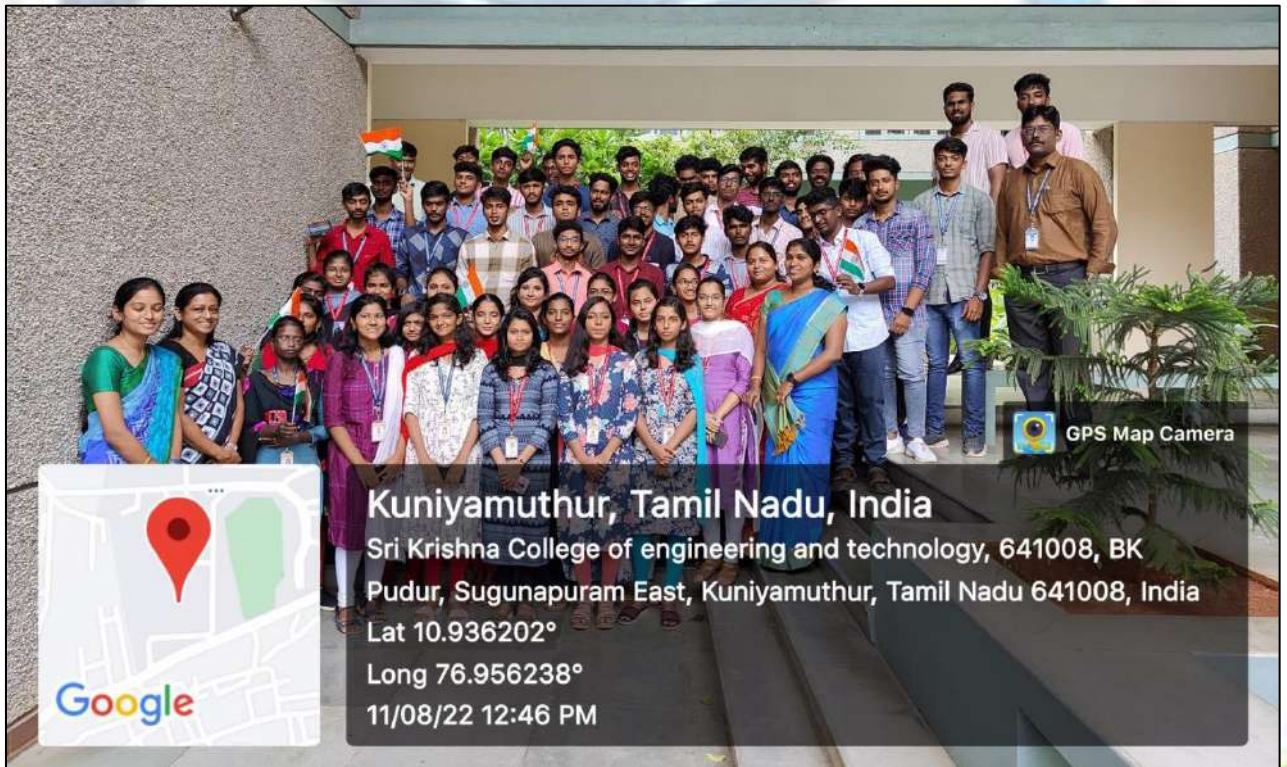 GPS Map Camera
Kuniyamuthur, Tamil Nadu, India
Sri Krishna College of engineering and technology, 641008, BK
Pudur, Sugunapuram East, Kuniyamuthur, Tamil Nadu 641008, India
Lat 10.936202°
Long 76.956238°
11/08/22 12:46 PM
Google